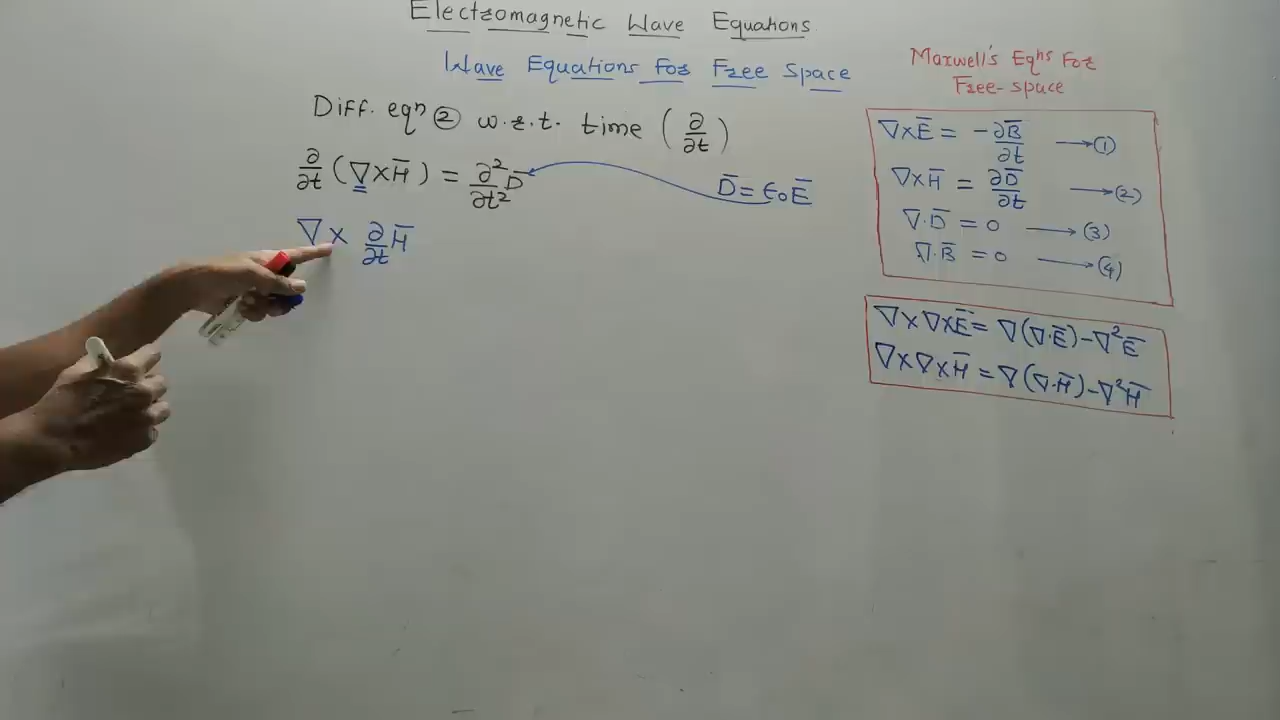 Electromagnetic Wave Equations
Wave Equations For Free Space
Diff. eqⁿ ② w.r.t. time (∂/∂t)
∂/∂t (∇×H̄) = ∂²/∂t² D̄
D̄ = ϵ₀Ē
∇× ∂/∂t H̄
Maxwell's Eqⁿˢ For
Free-space
∇×Ē = -∂B̄/∂t →(1)
∇×H̄ = ∂D̄/∂t →(2)
∇·D̄ = 0 →(3)
∇·B̄ = 0 →(4)
∇×∇×Ē = ∇(∇·Ē)-∇²Ē
∇×∇×H̄ = ∇(∇·H̄)-∇²H̄